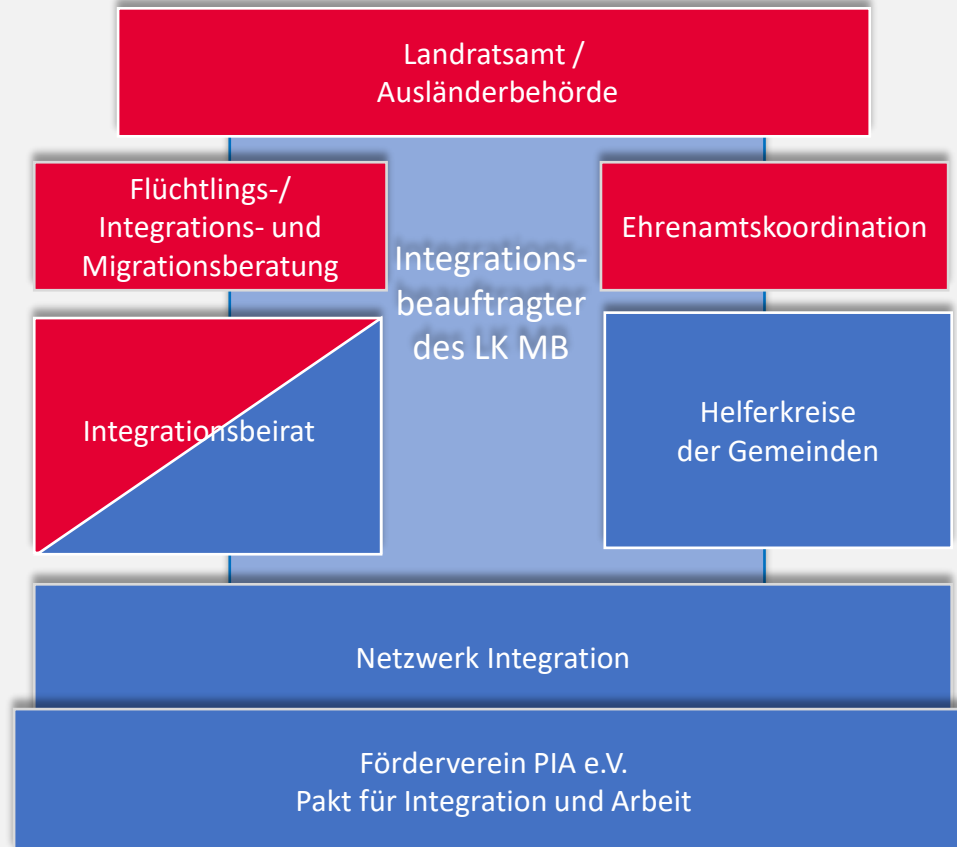 Landratsamt /
Ausländerbehörde
Flüchtlings-/
Integrations- und
Migrationsberatung
Ehrenamtskoordination
Integrations-
beauftragter
des LK MB
Integrationsbeirat
Helferkreise
der Gemeinden
Netzwerk Integration
Förderverein PIA e.V.
Pakt für Integration und Arbeit